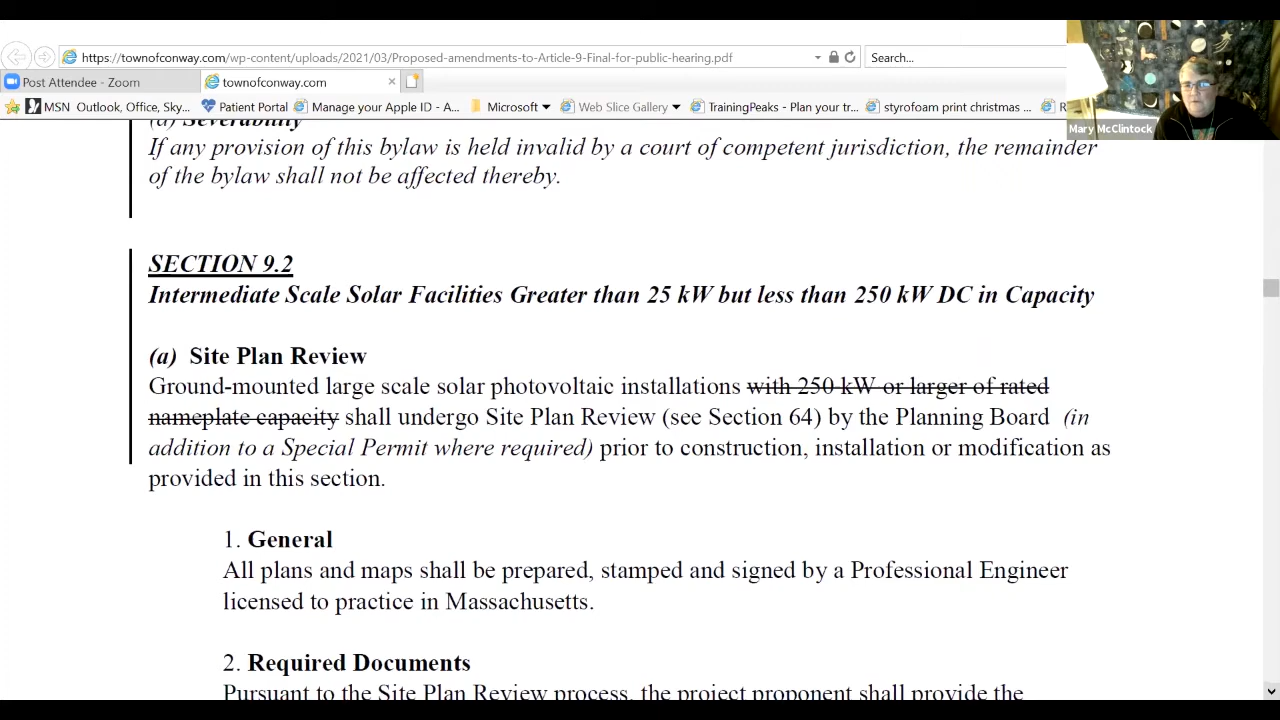 https://townofconway.com/wp-content/uploads/2021/03/Proposed-amendments-to-Article-9-Final-for-public-hearing.pdf
Search...
Post Attendee - Zoom
townofconway.com
MSN
Outlook, Office, Sky...
Patient Portal
Manage your Apple ID - A...
Microsoft
Web Slice Gallery
TrainingPeaks - Plan your tr...
styrofoam print christmas ...
Mary McClintock
(d) Severability
If any provision of this bylaw is held invalid by a court of competent jurisdiction, the remainder
of the bylaw shall not be affected thereby.
SECTION 9.2
Intermediate Scale Solar Facilities Greater than 25 kW but less than 250 kW DC in Capacity
(a) Site Plan Review
Ground-mounted large scale solar photovoltaic installations with 250 kW or larger of rated
nameplate capacity shall undergo Site Plan Review (see Section 64) by the Planning Board (in
addition to a Special Permit where required) prior to construction, installation or modification as
provided in this section.
1. General
All plans and maps shall be prepared, stamped and signed by a Professional Engineer
licensed to practice in Massachusetts.
2. Required Documents
Pursuant to the Site Plan Review process, the project proponent shall provide the